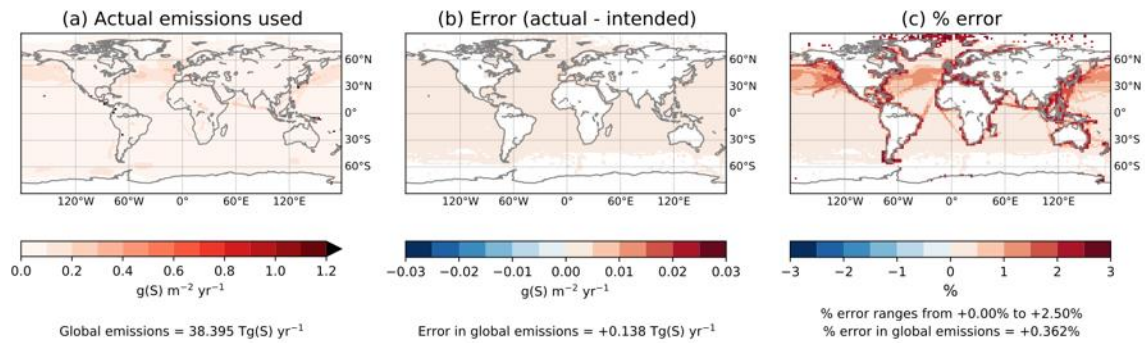 (a) Actual emissions used
(b) Error (actual - intended)
(c) % error
60°N
30°N
0°
30°S
60°S
120°W 60°W 0° 60°E 120°E
60°N
30°N
0°
30°S
60°S
120°W 60°W 0° 60°E 120°E
60°N
30°N
0°
30°S
60°S
120°W 60°W 0° 60°E 120°E
0.0 0.2 0.4 0.6 0.8 1.0 1.2
g(S) m⁻² yr⁻¹
Global emissions = 38.395 Tg(S) yr⁻¹
−0.03 −0.02 −0.01 0.00 0.01 0.02 0.03
g(S) m⁻² yr⁻¹
Error in global emissions = +0.138 Tg(S) yr⁻¹
−3 −2 −1 0 1 2 3
%
% error ranges from +0.00% to +2.50%
% error in global emissions = +0.362%